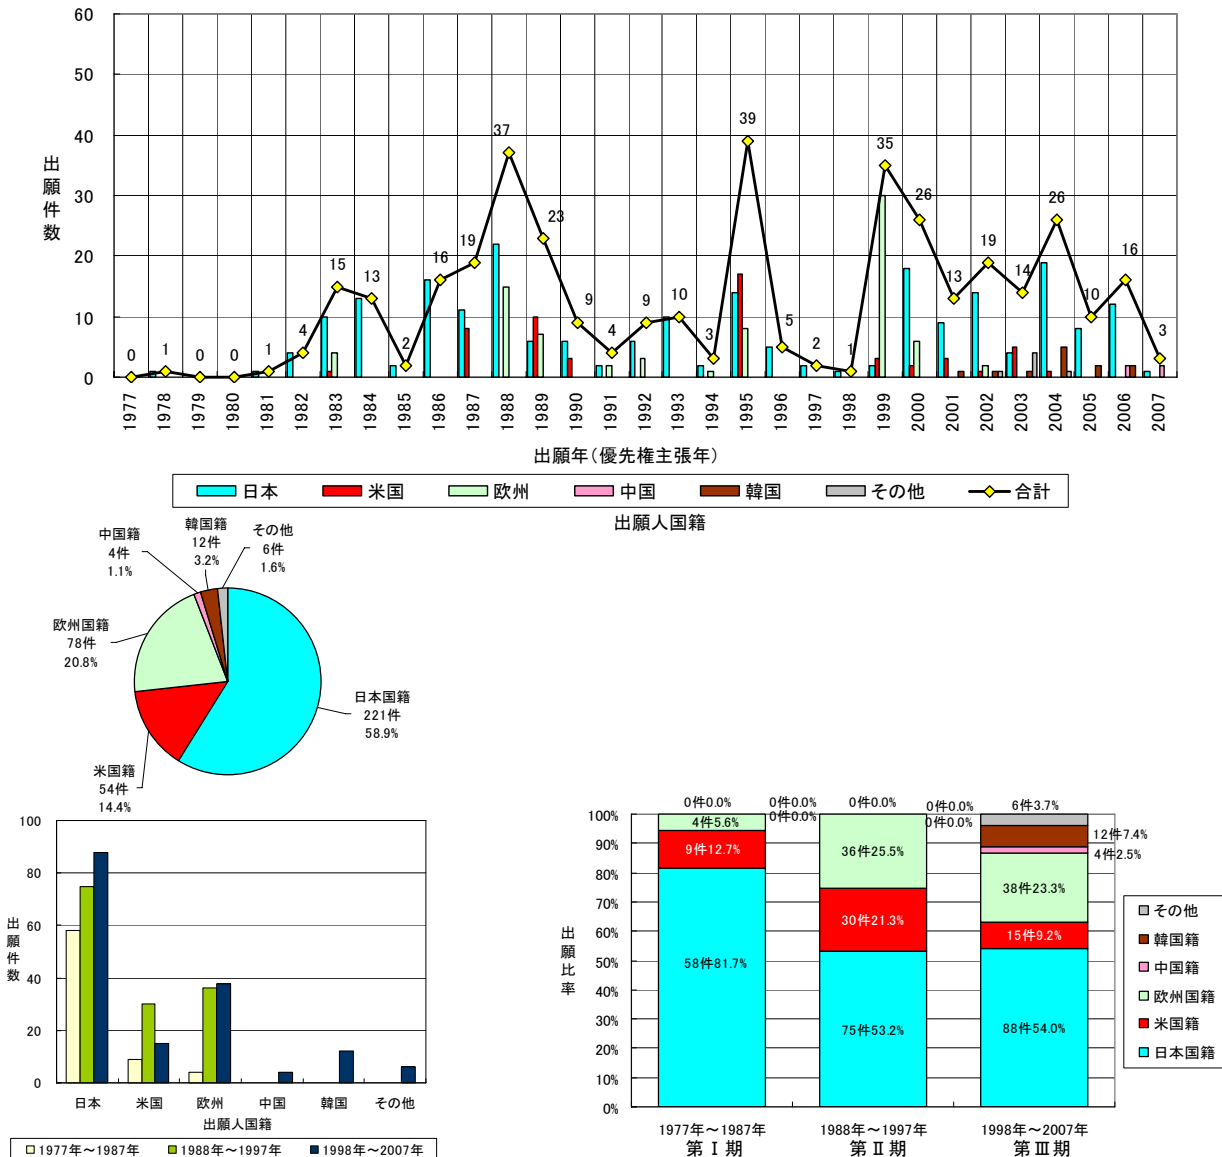 60
50
40
30
20
10
0
出願件数
0
1
0
0
1
4
15
13
2
16
19
37
23
9
4
9
10
3
39
5
2
1
35
26
13
19
14
26
10
16
3
1977
1978
1979
1980
1981
1982
1983
1984
1985
1986
1987
1988
1989
1990
1991
1992
1993
1994
1995
1996
1997
1998
1999
2000
2001
2002
2003
2004
2005
2006
2007
出願年(優先権主張年)
日本 米国 欧州 中国 韓国 その他 合計
出願人国籍
中国籍
4件
1.1%
韓国籍
12件
3.2%
その他
6件
1.6%
欧州国籍
78件
20.8%
日本国籍
221件
58.9%
米国籍
54件
14.4%
100
80
60
40
20
0
出願件数
日本 米国 欧州 中国 韓国 その他
出願人国籍
1977年～1987年 1988年～1997年 1998年～2007年
100%
90%
80%
70%
60%
50%
40%
30%
20%
10%
0%
出願比率
0件0.0%
0件0.0%
0件0.0%
4件5.6%
9件12.7%
58件81.7%
0件0.0%
0件0.0%
0件0.0%
36件25.5%
30件21.3%
75件53.2%
6件3.7%
12件7.4%
4件2.5%
38件23.3%
15件9.2%
88件54.0%
1977年～1987年
第Ⅰ期
1988年～1997年
第Ⅱ期
1998年～2007年
第Ⅲ期
その他
韓国籍
中国籍
欧州国籍
米国籍
日本国籍